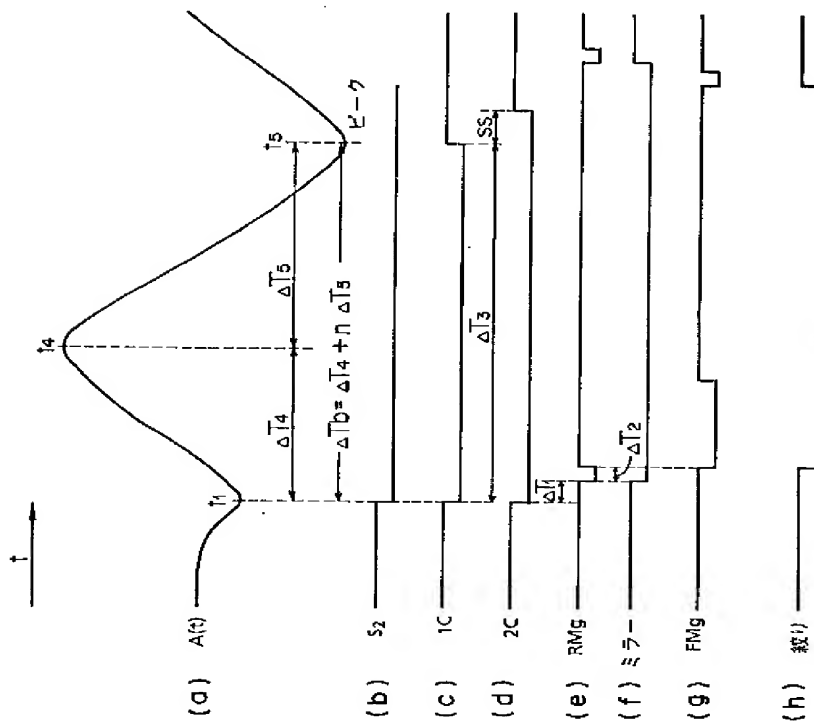 t
(a) A(t)
t1
t4
t5
ピーク
ΔT4
ΔT5
ΔTb=ΔT4+nΔT5
(b) S2
(c) 1C
ΔT3
SS
(d) 2C
ΔT1
(e) RMg
ΔT2
(f) ミラー
(g) FMg
(h) 絞り